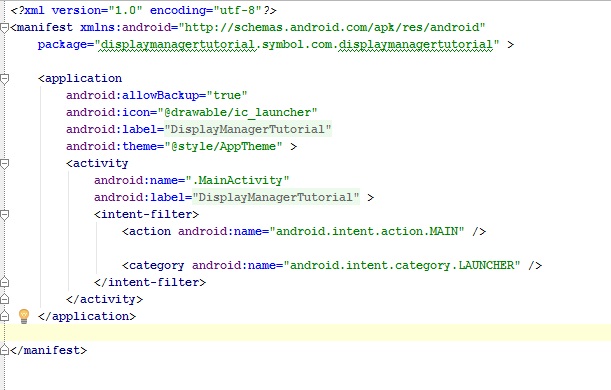 <?xml version="1.0" encoding="utf-8"?>
<manifest xmlns:android="http://schemas.android.com/apk/res/android"
    package="displaymanagertutorial.symbol.com.displaymanagertutorial" >

    <application
        android:allowBackup="true"
        android:icon="@drawable/ic_launcher"
        android:label="DisplayManagerTutorial"
        android:theme="@style/AppTheme" >
        <activity
            android:name=".MainActivity"
            android:label="DisplayManagerTutorial" >
            <intent-filter>
                <action android:name="android.intent.action.MAIN" />

                <category android:name="android.intent.category.LAUNCHER" />
            </intent-filter>
        </activity>
    </application>

</manifest>